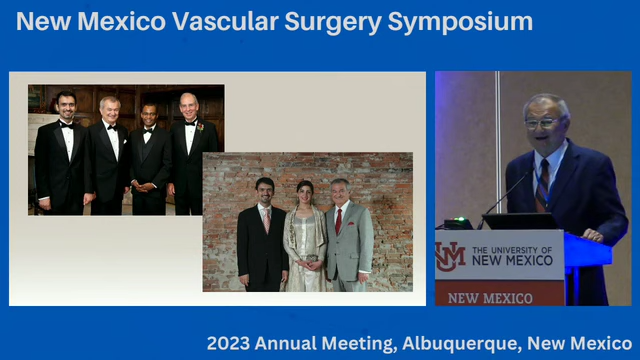 New Mexico Vascular Surgery Symposium
THE UNIVERSITY OF
NEW MEXICO
NEW MEXICO
2023 Annual Meeting, Albuquerque, New Mexico